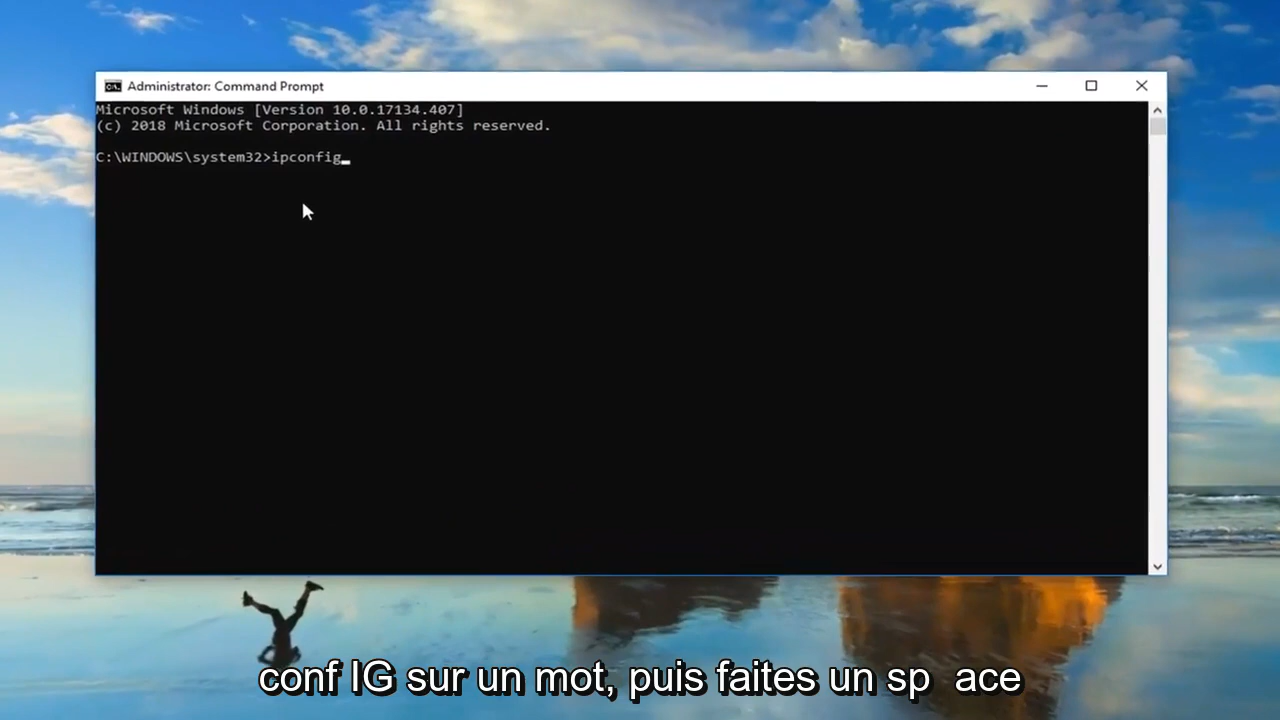 Administrator: Command Prompt
Microsoft Windows [Version 10.0.17134.407]
(c) 2018 Microsoft Corporation. All rights reserved.
C:\WINDOWS\system32>ipconfig
conf IG sur un mot, puis faites un sp ace